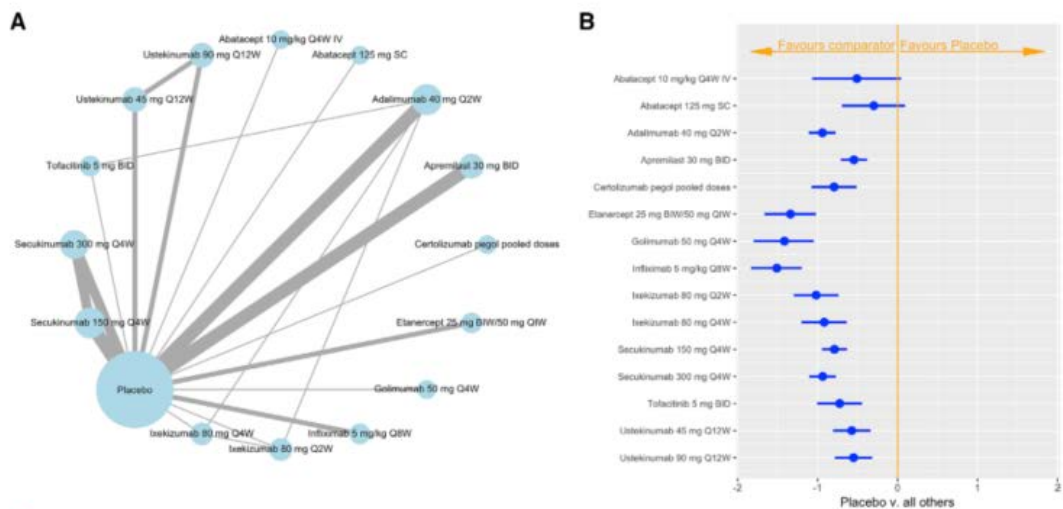 A
Abatacept 10 mg/kg Q4W IV
Ustekinumab 90 mg Q12W
Abatacept 125 mg SC
Ustekinumab 45 mg Q12W
Adalimumab 40 mg Q2W
Tofacitinib 5 mg BID
Apremilast 30 mg BID
Secukinumab 300 mg Q4W
Certolizumab pegol pooled doses
Secukinumab 150 mg Q4W
Etanercept 25 mg BIW/50 mg QIW
Placebo
Golimumab 50 mg Q4W
Ixekizumab 80 mg Q4W
Infliximab 5 mg/kg Q8W
Ixekizumab 80 mg Q2W
B
Favours comparator Favours Placebo
Abatacept 10 mg/kg Q4W IV
Abatacept 125 mg SC
Adalimumab 40 mg Q2W
Apremilast 30 mg BID
Certolizumab pegol pooled doses
Etanercept 25 mg BIW/50 mg QIW
Golimumab 50 mg Q4W
Infliximab 5 mg/kg Q8W
Ixekizumab 80 mg Q2W
Ixekizumab 80 mg Q4W
Secukinumab 150 mg Q4W
Secukinumab 300 mg Q4W
Tofacitinib 5 mg BID
Ustekinumab 45 mg Q12W
Ustekinumab 90 mg Q12W
-2 -1 0 1 2
Placebo v. all others